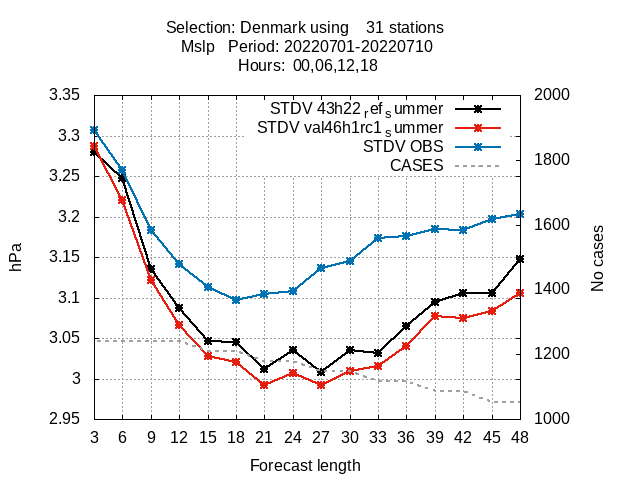 Selection: Denmark using    31 stations
Mslp   Period: 20220701-20220710
Hours:  00,06,12,18
3.35
3.3
3.25
3.2
3.15
3.1
3.05
3
2.95
2000
1800
1600
1400
1200
1000
STDV 43h22ref summer
STDV val46h1rc1summer
STDV OBS
CASES
hPa
No cases
3 6 9 12 15 18 21 24 27 30 33 36 39 42 45 48
Forecast length